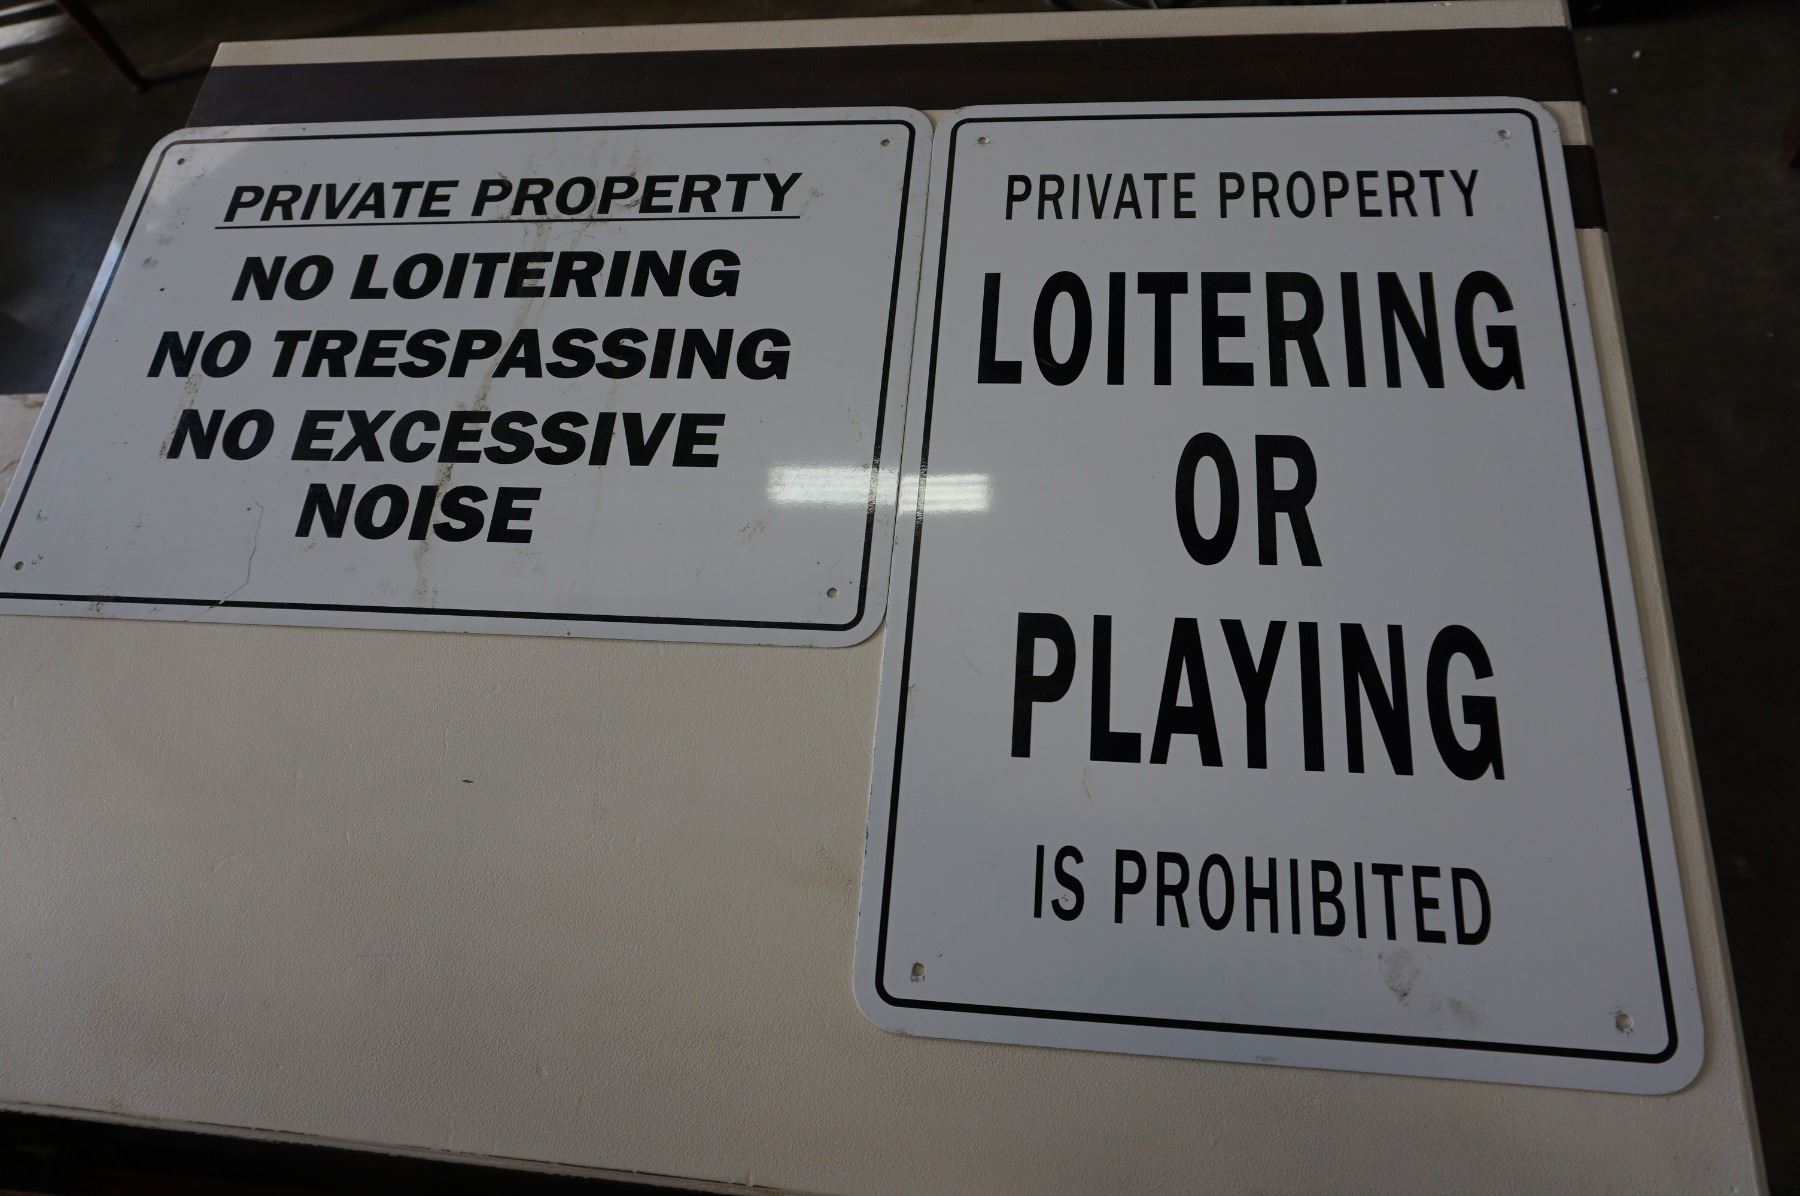 PRIVATE PROPERTY
NO LOITERING
NO TRESPASSING
NO EXCESSIVE
NOISE
PRIVATE PROPERTY
LOITERING
OR
PLAYING
IS PROHIBITED